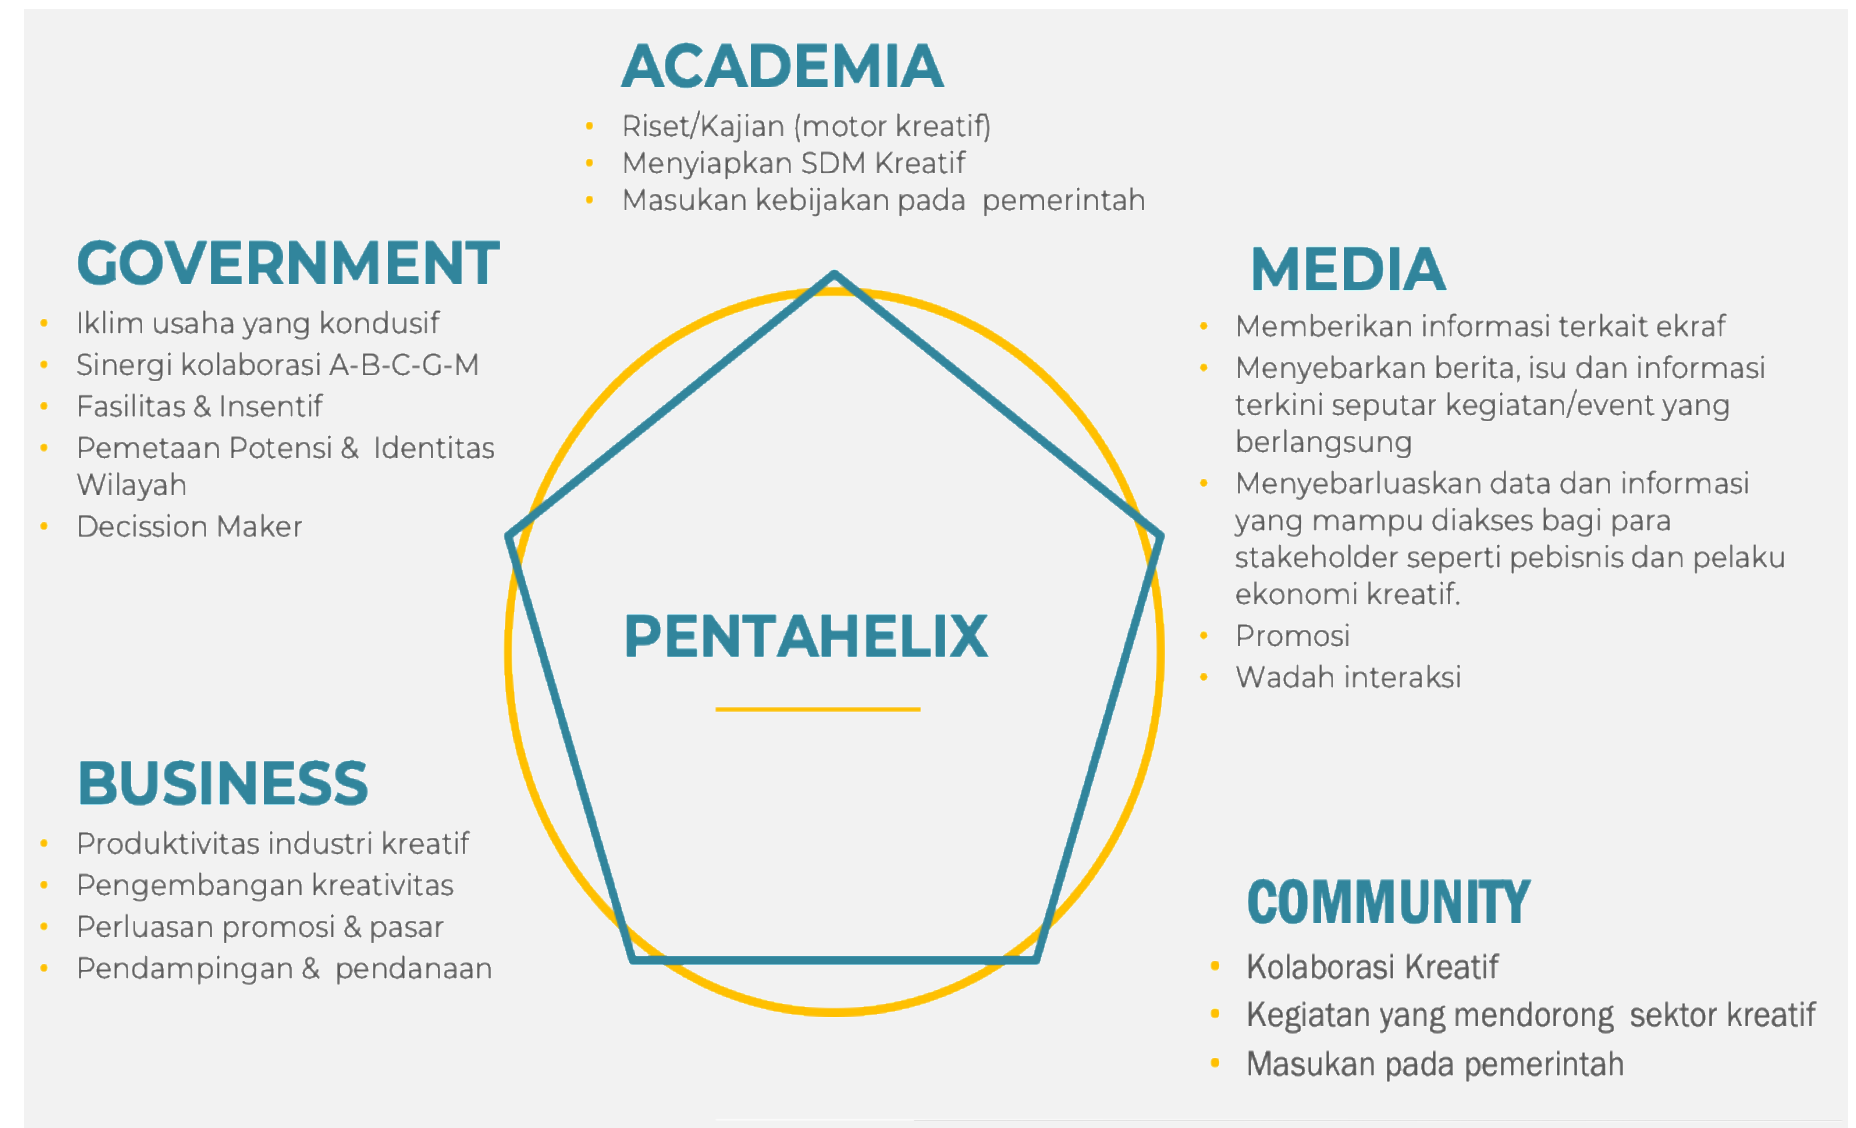 ACADEMIA
• Riset/Kajian (motor kreatif)
• Menyiapkan SDM Kreatif
• Masukan kebijakan pada pemerintah
GOVERNMENT
• Iklim usaha yang kondusif
• Sinergi kolaborasi A-B-C-G-M
• Fasilitas & Insentif
• Pemetaan Potensi & Identitas
Wilayah
• Decission Maker
MEDIA
• Memberikan informasi terkait ekraf
• Menyebarkan berita, isu dan informasi
terkini seputar kegiatan/event yang
berlangsung
• Menyebarluaskan data dan informasi
yang mampu diakses bagi para
stakeholder seperti pebisnis dan pelaku
ekonomi kreatif.
• Promosi
• Wadah interaksi
PENTAHELIX
BUSINESS
• Produktivitas industri kreatif
• Pengembangan kreativitas
• Perluasan promosi & pasar
• Pendampingan & pendanaan
COMMUNITY
• Kolaborasi Kreatif
• Kegiatan yang mendorong sektor kreatif
• Masukan pada pemerintah